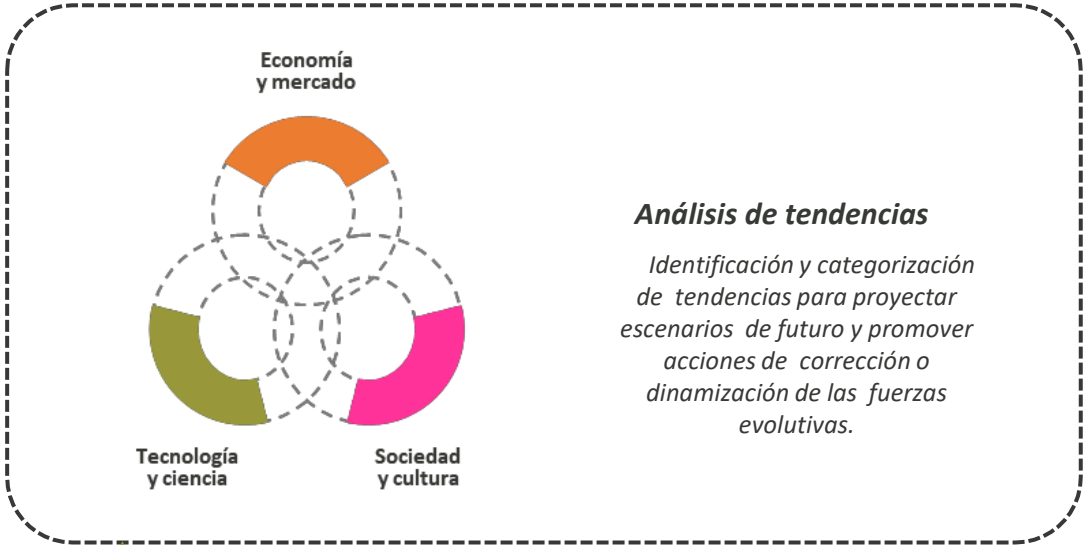 Economía
y mercado
Análisis de tendencias
Identificación y categorización
de tendencias para proyectar
escenarios de futuro y promover
acciones de corrección o
dinamización de las fuerzas
evolutivas.
Tecnología
y ciencia
Sociedad
y cultura